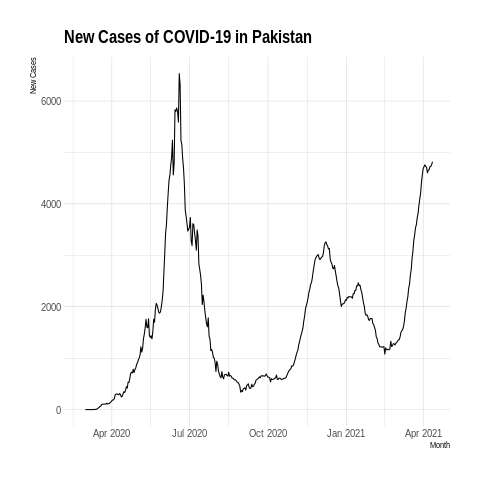 New Cases of COVID-19 in Pakistan
New Cases
6000
4000
2000
0
Apr 2020
Jul 2020
Oct 2020
Jan 2021
Apr 2021
Month